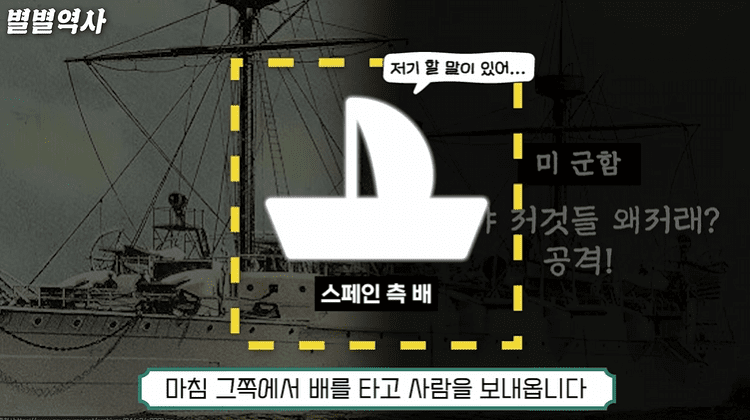 별별역사
저기 할 말이 있어...
미 군함
야 저것들 왜저래?
공격!
스페인 측 배
마침 그쪽에서 배를 타고 사람을 보내옵니다